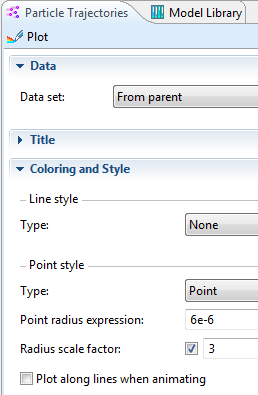 Particle Trajectories Model Library
Plot
Data
Data set: From parent
Title
Coloring and Style
Line style
Type: None
Point style
Type: Point
Point radius expression: 6e-6
Radius scale factor: 3
Plot along lines when animating